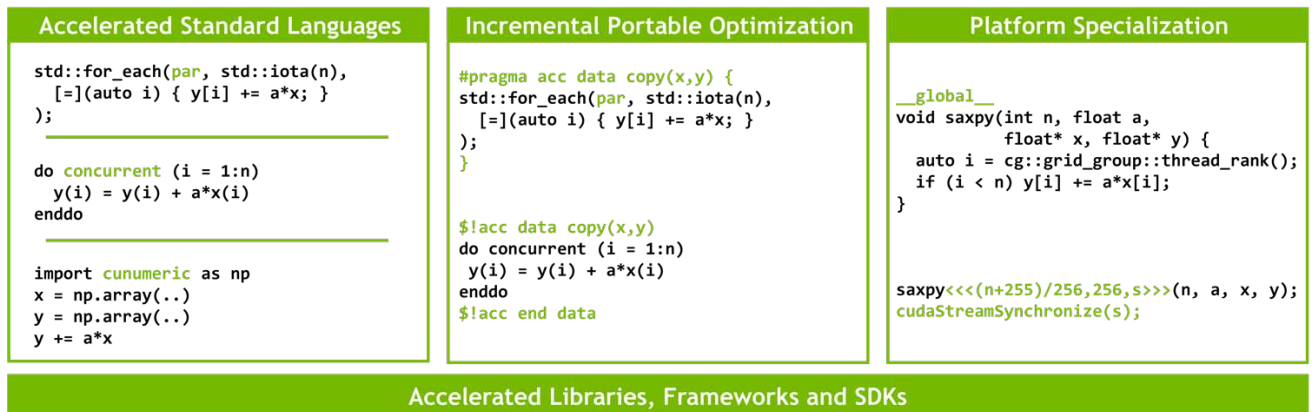 Accelerated Standard Languages
std::for_each(par, std::iota(n),
  [=](auto i) { y[i] += a*x; }
);
do concurrent (i = 1:n)
  y(i) = y(i) + a*x(i)
enddo
import cunumeric as np
x = np.array(..)
y = np.array(..)
y += a*x
Incremental Portable Optimization
#pragma acc data copy(x,y) {
std::for_each(par, std::iota(n),
  [=](auto i) { y[i] += a*x; }
);
}
$!acc data copy(x,y)
do concurrent (i = 1:n)
 y(i) = y(i) + a*x(i)
enddo
$!acc end data
Platform Specialization
__global__
void saxpy(int n, float a,
           float* x, float* y) {
  auto i = cg::grid_group::thread_rank();
  if (i < n) y[i] += a*x[i];
}
saxpy<<<(n+255)/256,256,s>>>(n, a, x, y);
cudaStreamSynchronize(s);
Accelerated Libraries, Frameworks and SDKs